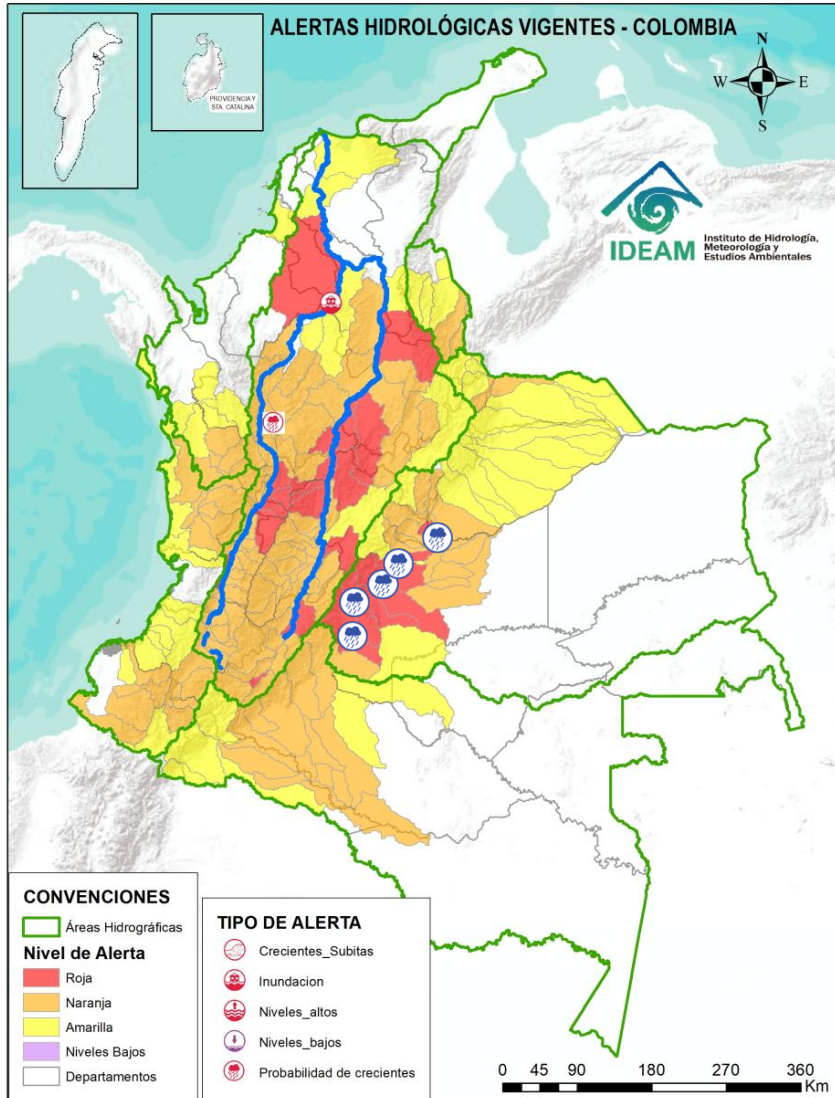 ALERTAS HIDROLÓGICAS VIGENTES - COLOMBIA
PROVIDENCIA Y
STA. CATALINA
N
W
E
S
IDEAM
Instituto de Hidrología,
Meteorología y
Estudios Ambientales
CONVENCIONES
Áreas Hidrográficas
Nivel de Alerta
Roja
Naranja
Amarilla
Niveles Bajos
Departamentos
TIPO DE ALERTA
Crecientes_Subitas
Inundacion
Niveles_altos
Niveles_bajos
Probabilidad de crecientes
0 45 90 180 270 360
Km